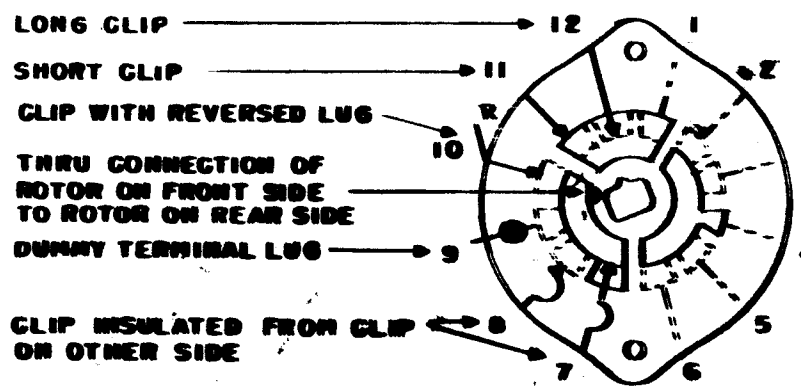 LONG CLIP 12 1
SHORT CLIP 11 2
CLIP WITH REVERSED LUG R
10
THRU CONNECTION OF
ROTOR ON FRONT SIDE
TO ROTOR ON REAR SIDE
DUMMY TERMINAL LUG 9
CLIP INSULATED FROM CLIP 8 5
ON OTHER SIDE 7 6